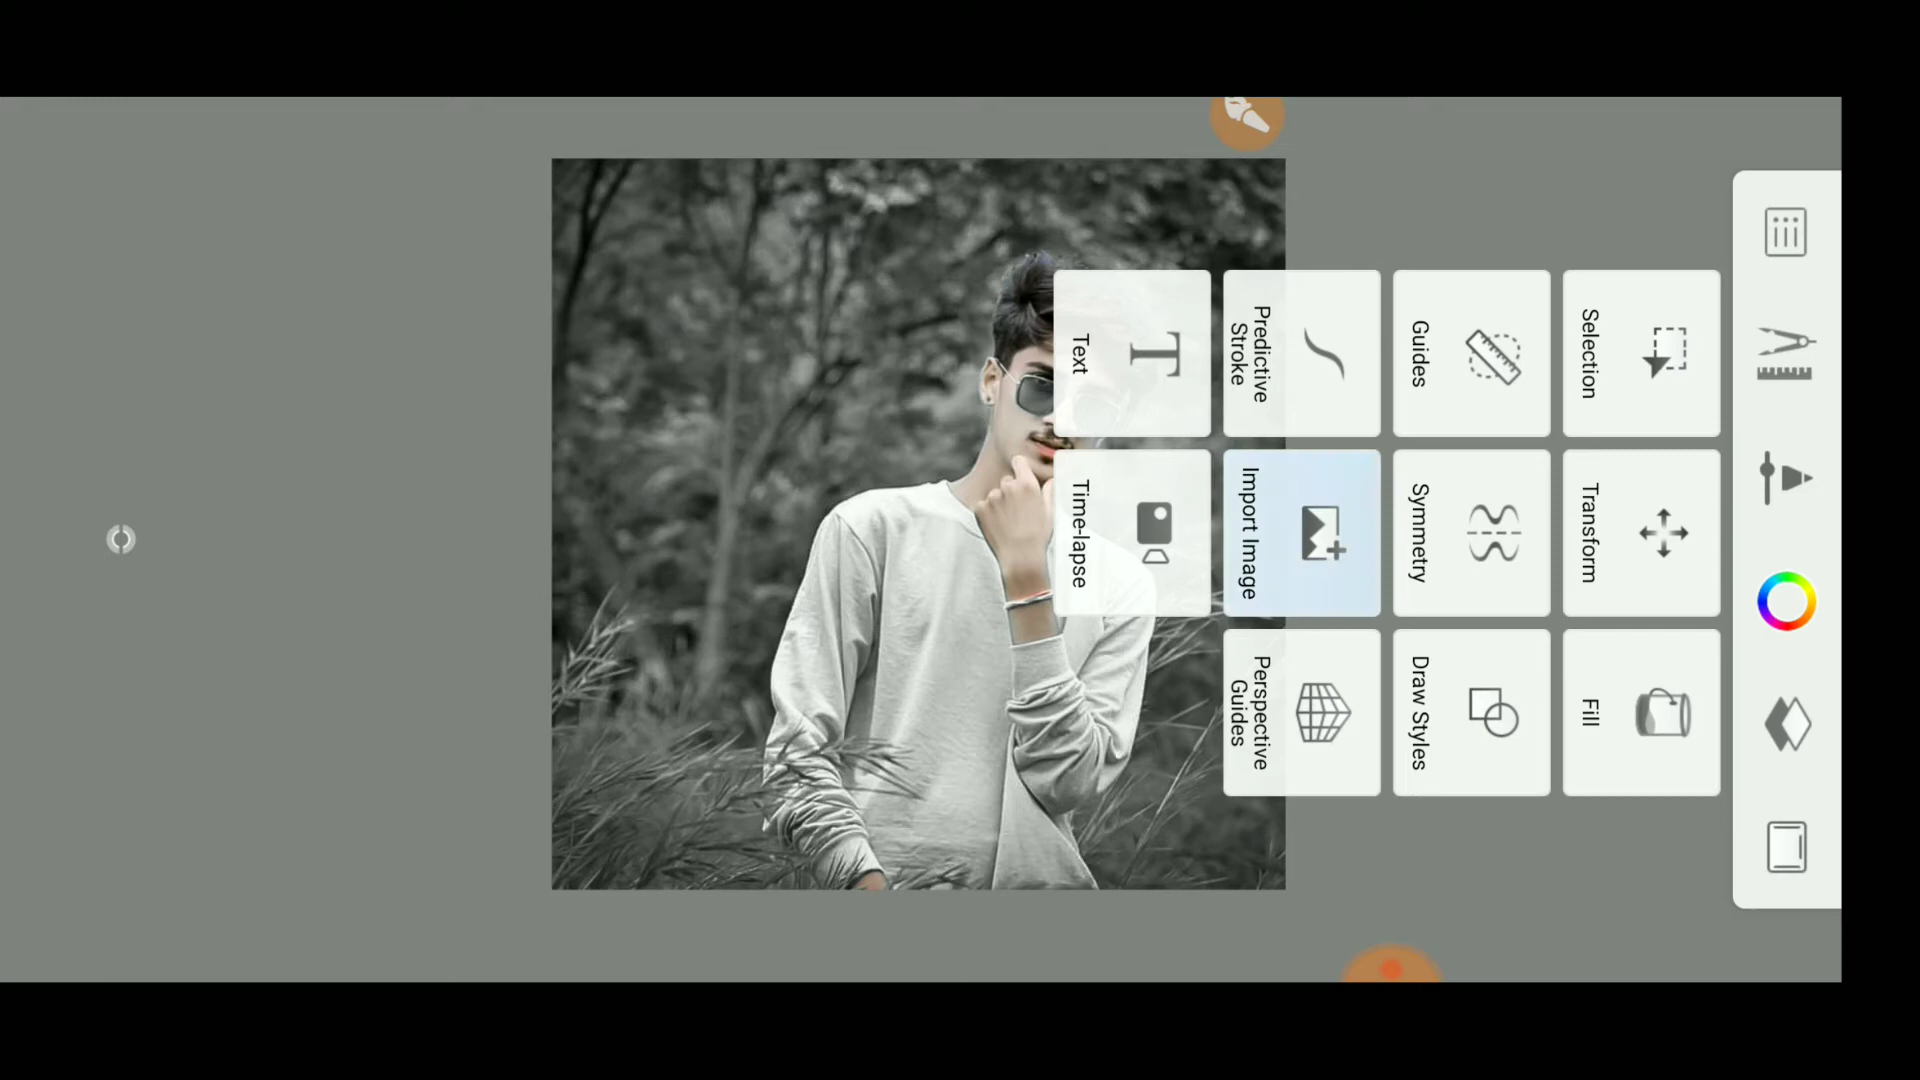 Selection
Transform
Fill
Guides
Symmetry
Draw Styles
Predictive
Stroke
Import Image
Perspective
Guides
Text
Time-lapse